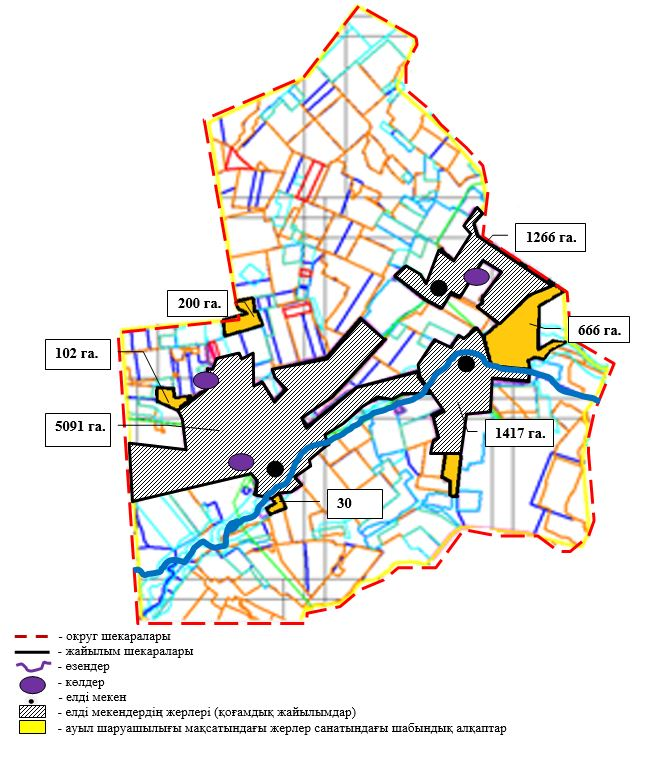 1266 га.
200 га.
666 га.
102 га.
5091 га.
1417 га.
30
- округ шекаралары
- жайылым шекаралары
- өзендер
- көлдер
- елді мекен
- елді мекендердің жерлері (қоғамдық жайылымдар)
- ауыл шаруашылығы мақсатындағы жерлер санатындағы шабындық алқаптар